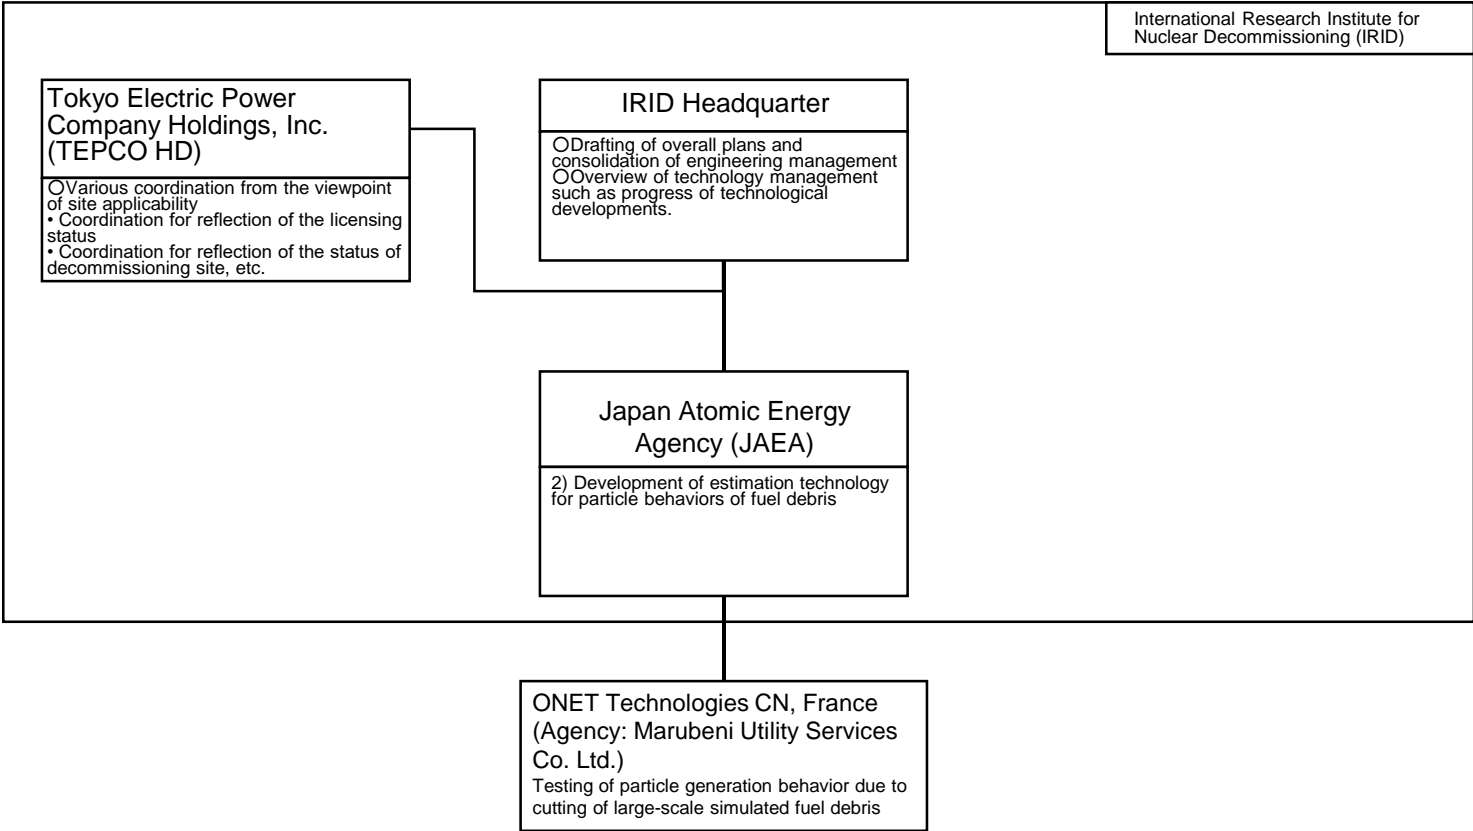 International Research Institute for
Nuclear Decommissioning (IRID)
Tokyo Electric Power
Company Holdings, Inc.
(TEPCO HD)
〇Various coordination from the viewpoint
of site applicability
• Coordination for reflection of the licensing
status
• Coordination for reflection of the status of
decommissioning site, etc.
IRID Headquarter
〇Drafting of overall plans and
consolidation of engineering management
〇Overview of technology management
such as progress of technological
developments.
Japan Atomic Energy
Agency (JAEA)
2) Development of estimation technology
for particle behaviors of fuel debris
ONET Technologies CN, France
(Agency: Marubeni Utility Services
Co. Ltd.)
Testing of particle generation behavior due to
cutting of large-scale simulated fuel debris